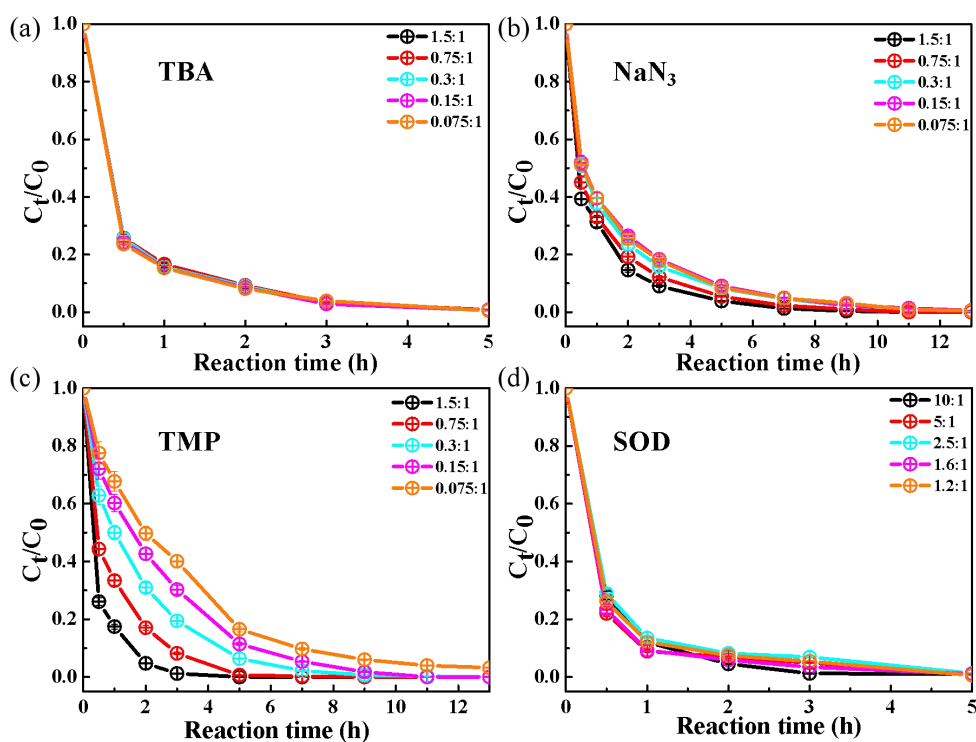 (a)
TBA
1.5:1
0.75:1
0.3:1
0.15:1
0.075:1
1.0
0.8
0.6
0.4
0.2
0.0
Ct/C0
0 1 2 3 4 5
Reaction time (h)
(b)
NaN3
1.5:1
0.75:1
0.3:1
0.15:1
0.075:1
1.0
0.8
0.6
0.4
0.2
0.0
Ct/C0
0 2 4 6 8 10 12
Reaction time (h)
(c)
TMP
1.5:1
0.75:1
0.3:1
0.15:1
0.075:1
1.0
0.8
0.6
0.4
0.2
0.0
Ct/C0
0 2 4 6 8 10 12
Reaction time (h)
(d)
SOD
10:1
5:1
2.5:1
1.6:1
1.2:1
1.0
0.8
0.6
0.4
0.2
0.0
Ct/C0
0 1 2 3 4 5
Reaction time (h)